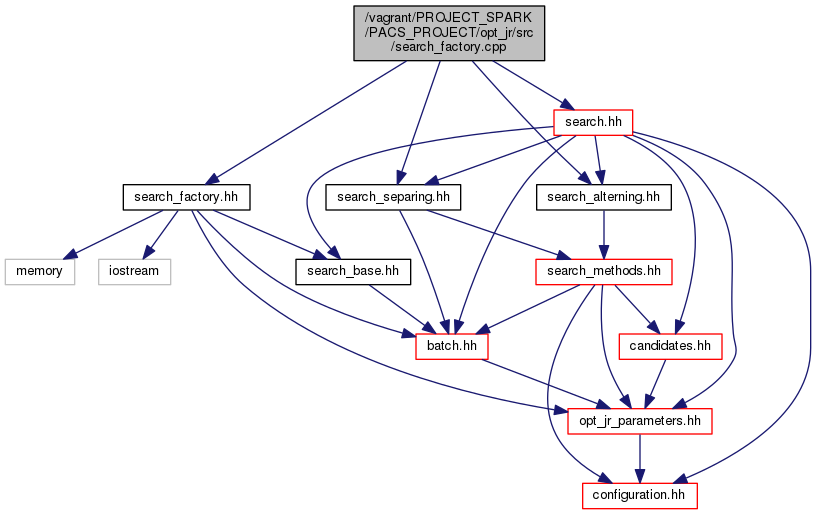 /vagrant/PROJECT_SPARK
/PACS_PROJECT/opt_jr/src
/search_factory.cpp
search.hh
search_factory.hh
search_separing.hh
search_alterning.hh
memory
iostream
search_base.hh
search_methods.hh
batch.hh
candidates.hh
opt_jr_parameters.hh
configuration.hh